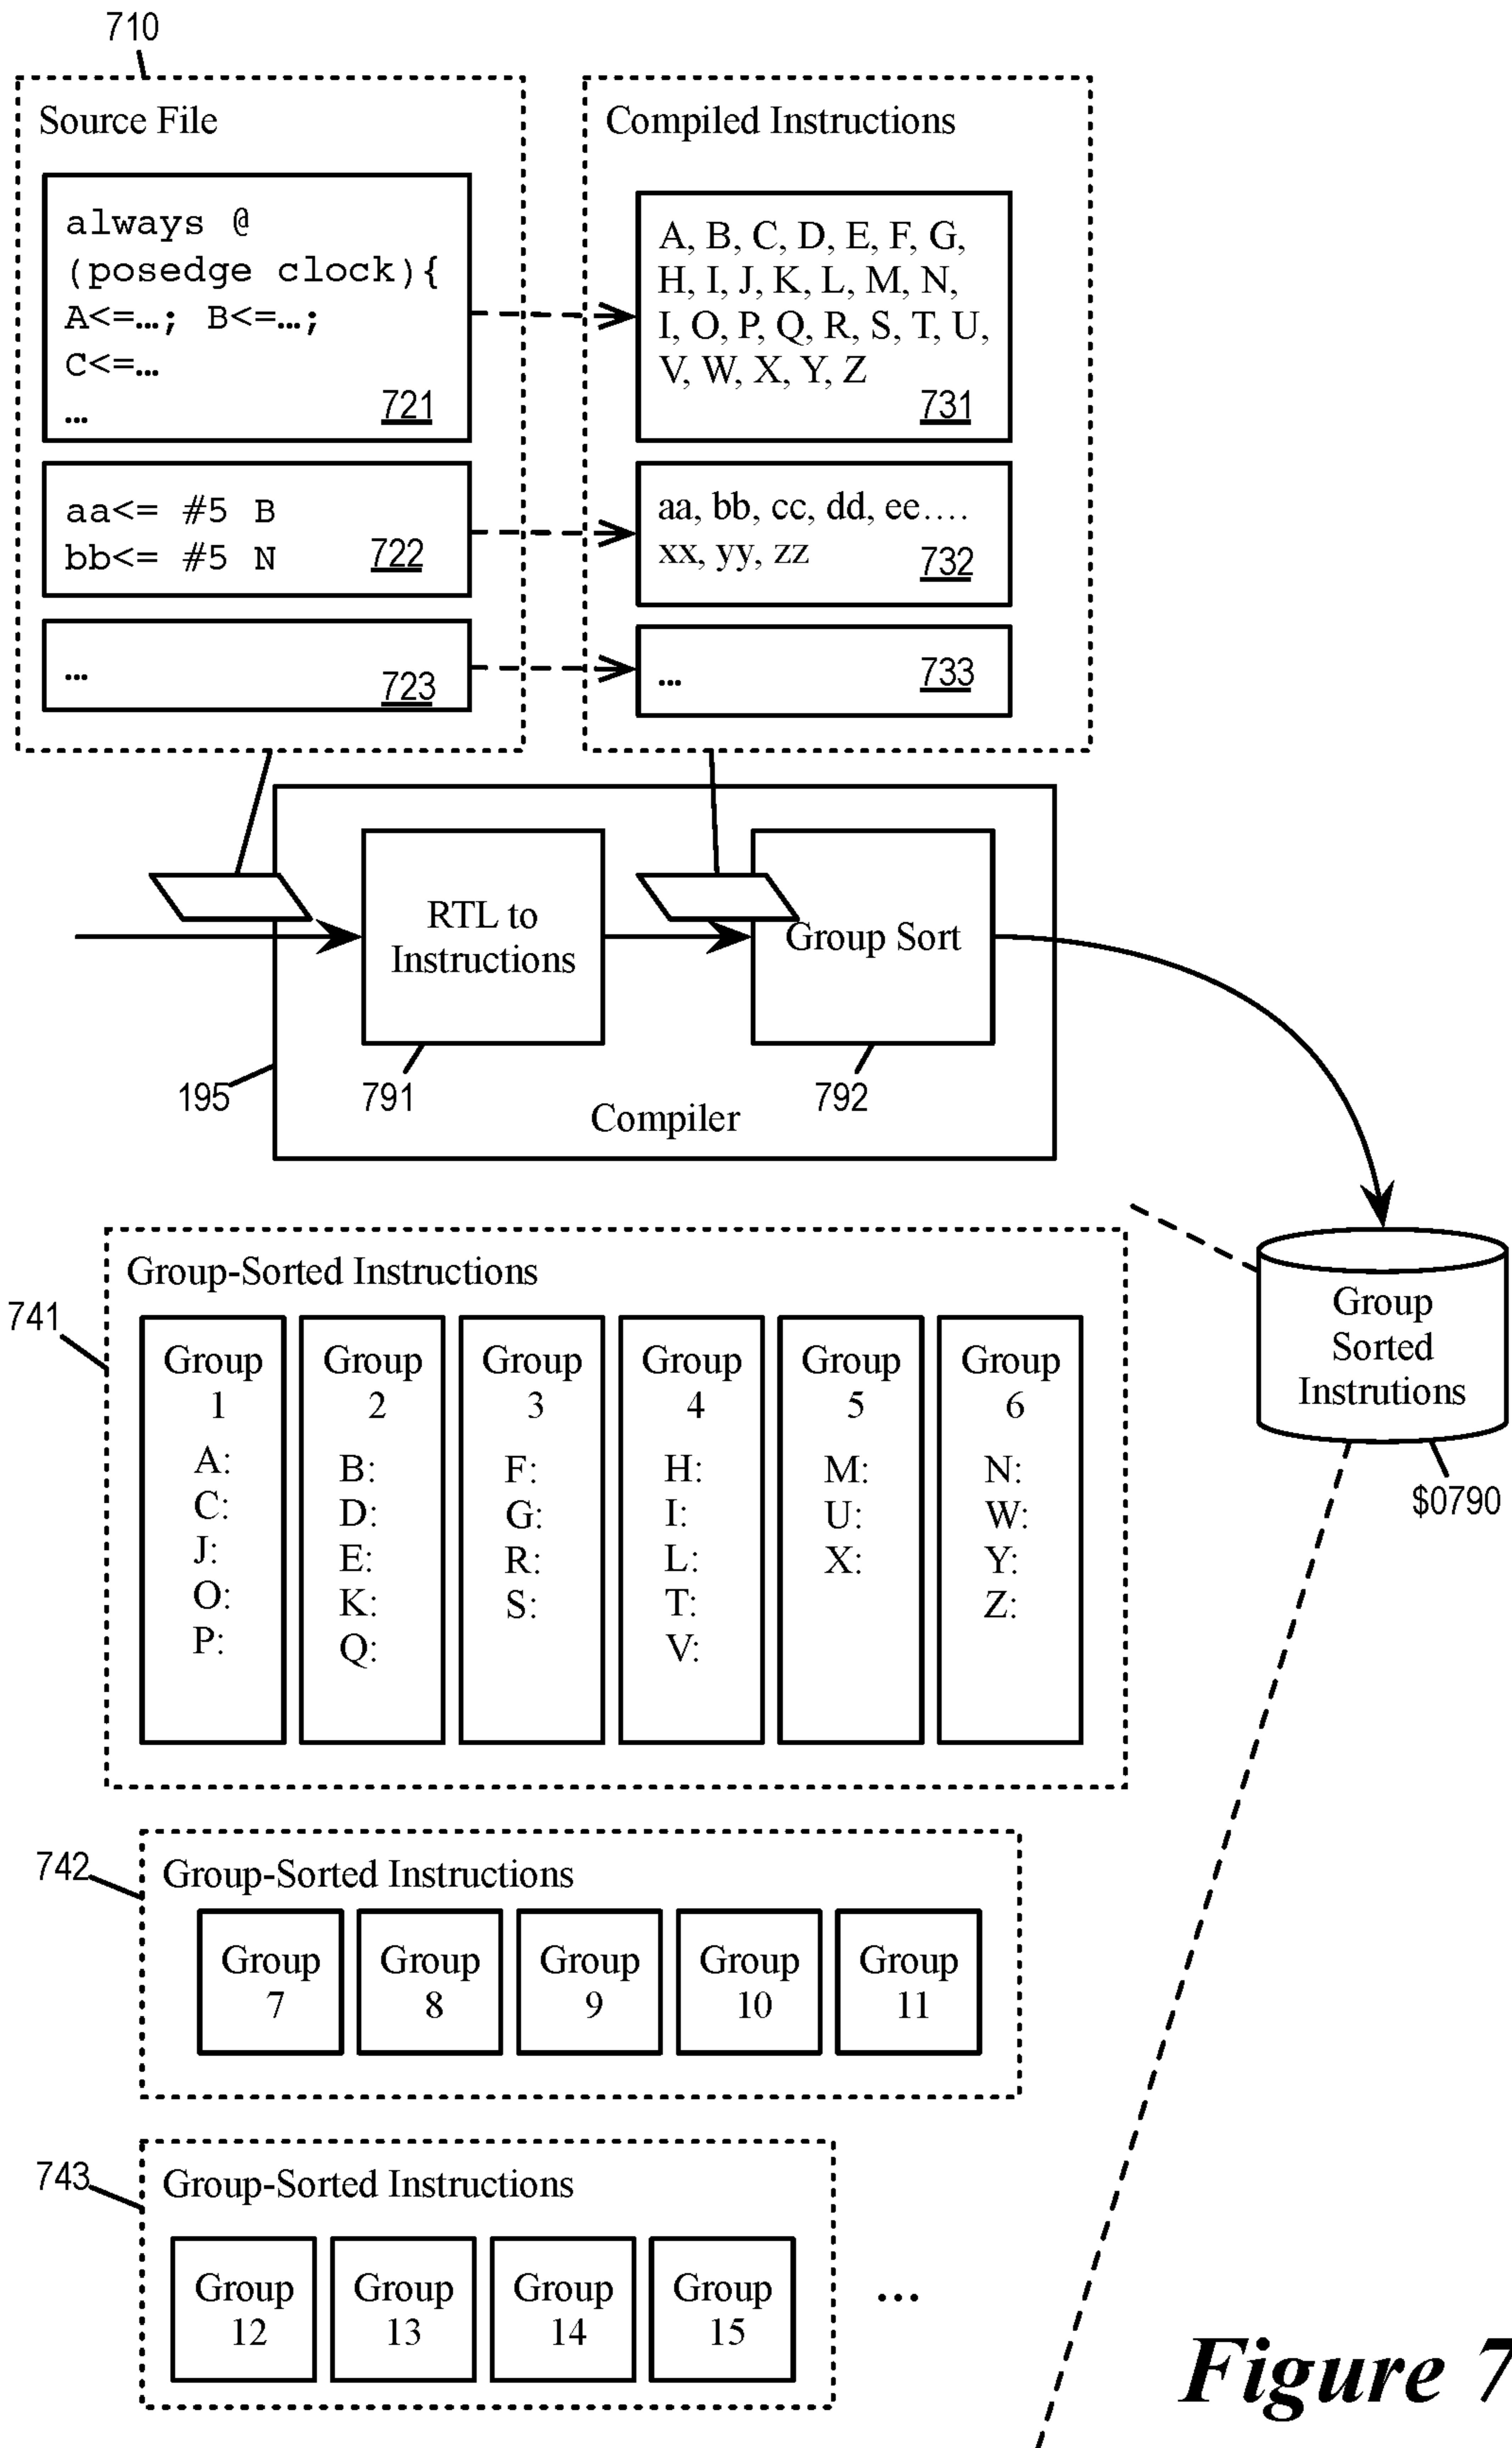 710
Source File
always @
(posedge clock){
A<=…; B<=…;
C<=…
…
721
aa<= #5 B
bb<= #5 N
722
…
723
Compiled Instructions
A, B, C, D, E, F, G,
H, I, J, K, L, M, N,
I, O, P, Q, R, S, T, U,
V, W, X, Y, Z
731
aa, bb, cc, dd, ee….
xx, yy, zz
732
…
733
RTL to
Instructions
Group Sort
195
791
792
Compiler
Group
Sorted
Instrutions
$0790
741
Group-Sorted Instructions
Group
1
A:
C:
J:
O:
P:
Group
2
B:
D:
E:
K:
Q:
Group
3
F:
G:
R:
S:
Group
4
H:
I:
L:
T:
V:
Group
5
M:
U:
X:
Group
6
N:
W:
Y:
Z:
742
Group-Sorted Instructions
Group
7
Group
8
Group
9
Group
10
Group
11
743
Group-Sorted Instructions
Group
12
Group
13
Group
14
Group
15
…
Figure 7